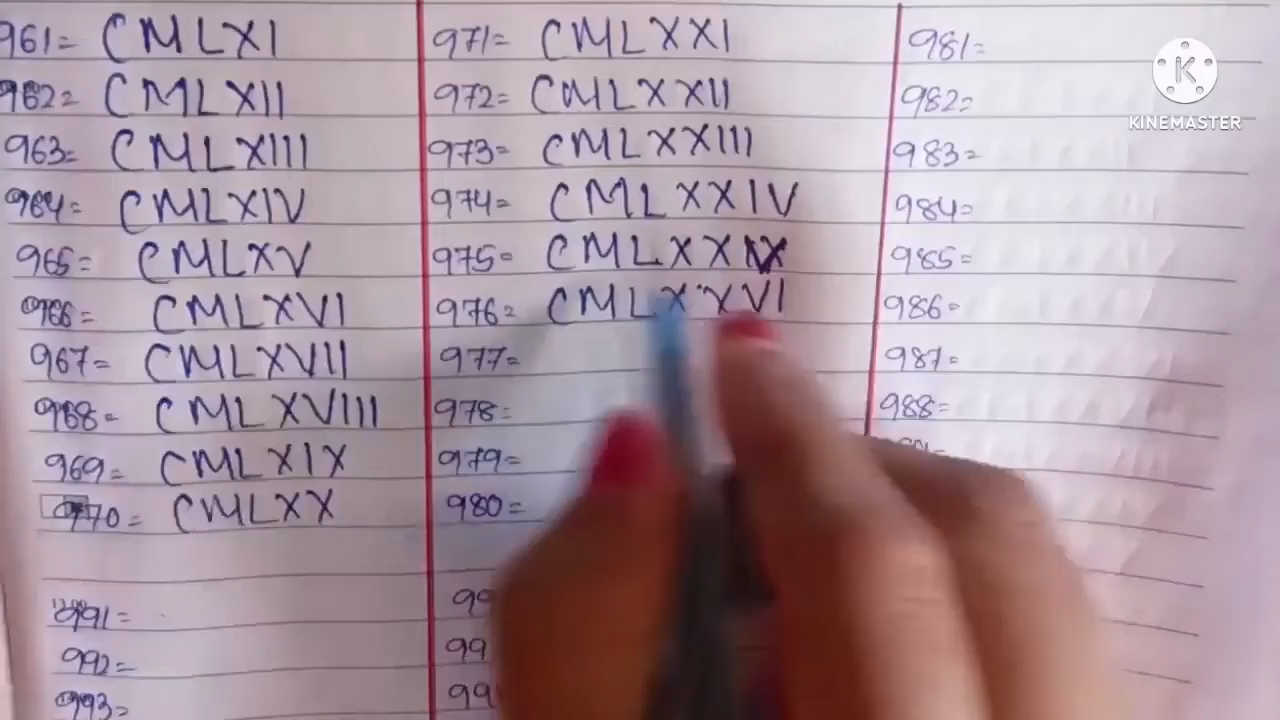 961= CMLXI
962= CMLXII
963= CMLXIII
964= CMLXIV
965= CMLXV
966= CMLXVI
967= CMLXVII
968= CMLXVIII
969= CMLXIX
970= CMLXX
991=
992=
993=
971= CMLXXI
972= CMLXXII
973= CMLXXIII
974= CMLXXIV
975= CMLXX
976= CMLXXVI
977=
978=
979=
980=
981=
982=
983=
984=
985=
986=
987=
988=
KINEMASTER